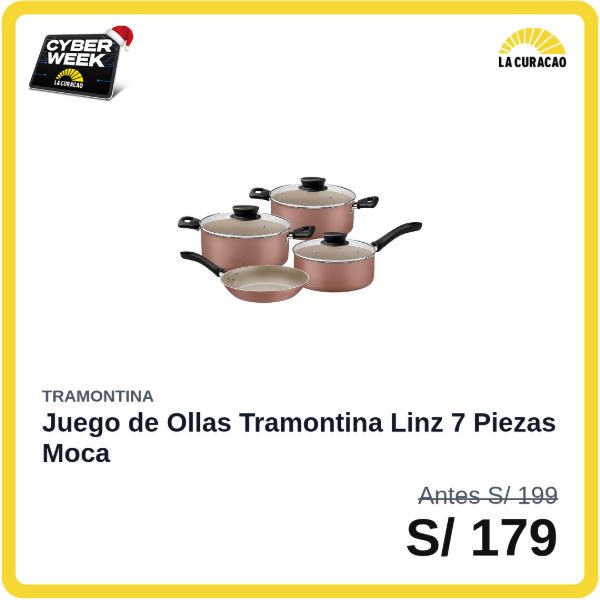 CYBER
WEEK
LA CURACAO
LA CURACAO
TRAMONTINA
Juego de Ollas Tramontina Linz 7 Piezas
Moca
Antes S/ 199
S/ 179